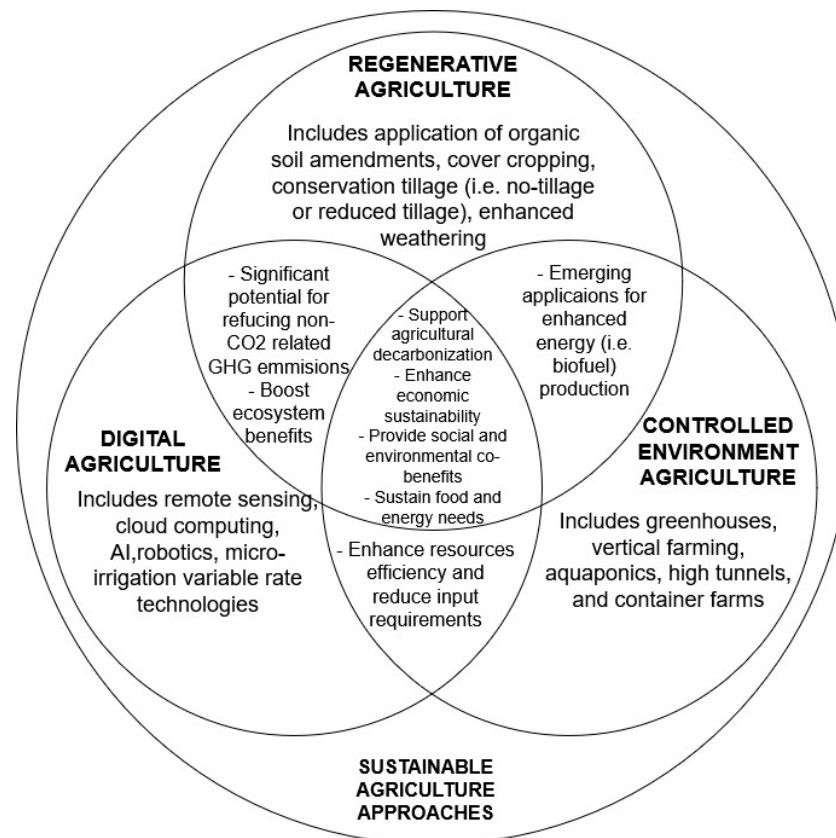 REGENERATIVE
AGRICULTURE
Includes application of organic
soil amendments, cover cropping,
conservation tillage (i.e. no-tillage
or reduced tillage), enhanced
weathering
- Significant
potential for
refucing non-
CO2 related
GHG emmisions
- Boost
ecosystem
benefits
- Support
agricultural
decarbonization
- Enhance
economic
sustainability
- Provide social and
environmental co-
benefits
- Sustain food and
energy needs
- Emerging
applicaions for
enhanced
energy (i.e.
biofuel)
production
DIGITAL
AGRICULTURE
Includes remote sensing,
cloud computing,
AI,robotics, micro-
irrigation variable rate
technologies
- Enhance resources
efficiency and
reduce input
requirements
CONTROLLED
ENVIRONMENT
AGRICULTURE
Includes greenhouses,
vertical farming,
aquaponics, high tunnels,
and container farms
SUSTAINABLE
AGRICULTURE
APPROACHES